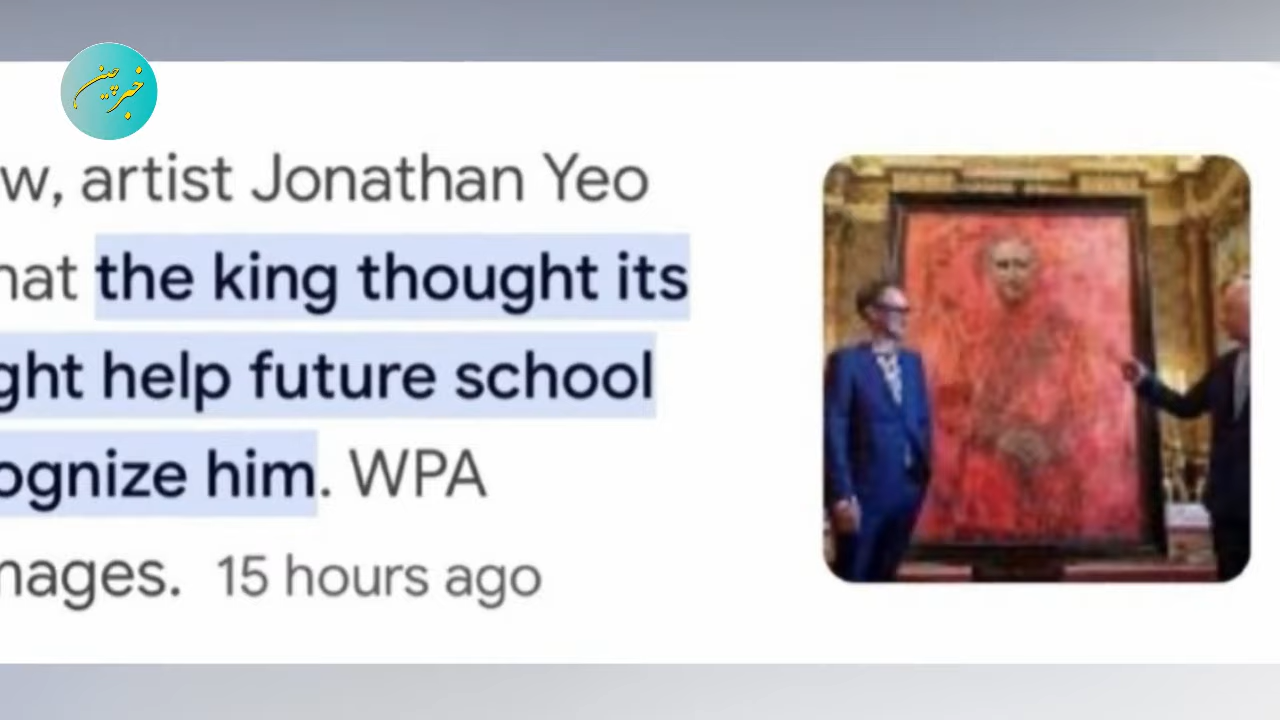 خبرچین
w, artist Jonathan Yeo
hat the king thought its
ght help future school
ognize him. WPA
mages. 15 hours ago